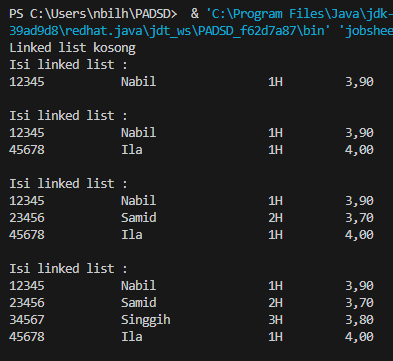 PS C:\Users\nbilh\PADSD>  & 'C:\Program Files\Java\jdk-
39ad9d8\redhat.java\jdt_ws\PADSD_f62d7a87\bin' 'jobshee
Linked list kosong
Isi linked list :
12345 Nabil 1H 3,90
Isi linked list :
12345 Nabil 1H 3,90
45678 Ila 1H 4,00
Isi linked list :
12345 Nabil 1H 3,90
23456 Samid 2H 3,70
45678 Ila 1H 4,00
Isi linked list :
12345 Nabil 1H 3,90
23456 Samid 2H 3,70
34567 Singgih 3H 3,80
45678 Ila 1H 4,00